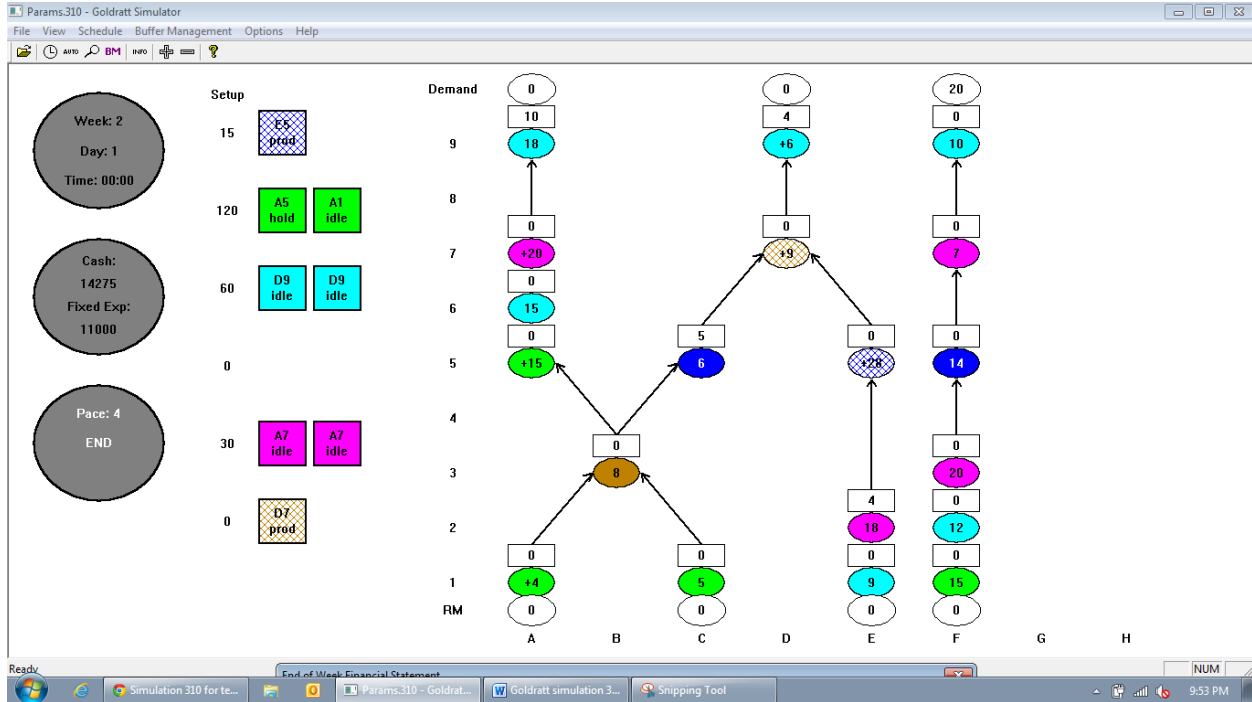 Params.310 - Goldratt Simulator
File View Schedule Buffer Management Options Help
AUTO BM INFO
Setup Demand 0 0 20
10 4 0
Week: 2 15 E5 prod 9 18 +6 10
Day: 1
Time: 00:00
8
120 A5 hold A1 idle
0 0 0
7 +20 +9 7
Cash:
14275
Fixed Exp:
11000
60 D9 idle D9 idle
0
6 15
0 5 0 0
0 5 +15 6 +28 14
Pace: 4
END
4
30 A7 idle A7 idle
0 0
3 8 20
4 0
0 D7 prod 2 18 12
0 0 0 0
1 +4 5 9 15
RM 0 0 0 0
A B C D E F G H
Ready
End of Week Financial Statement
NUM
Simulation 310 for te...
Params.310 - Goldrat...
Goldratt simulation 3...
Snipping Tool
9:53 PM